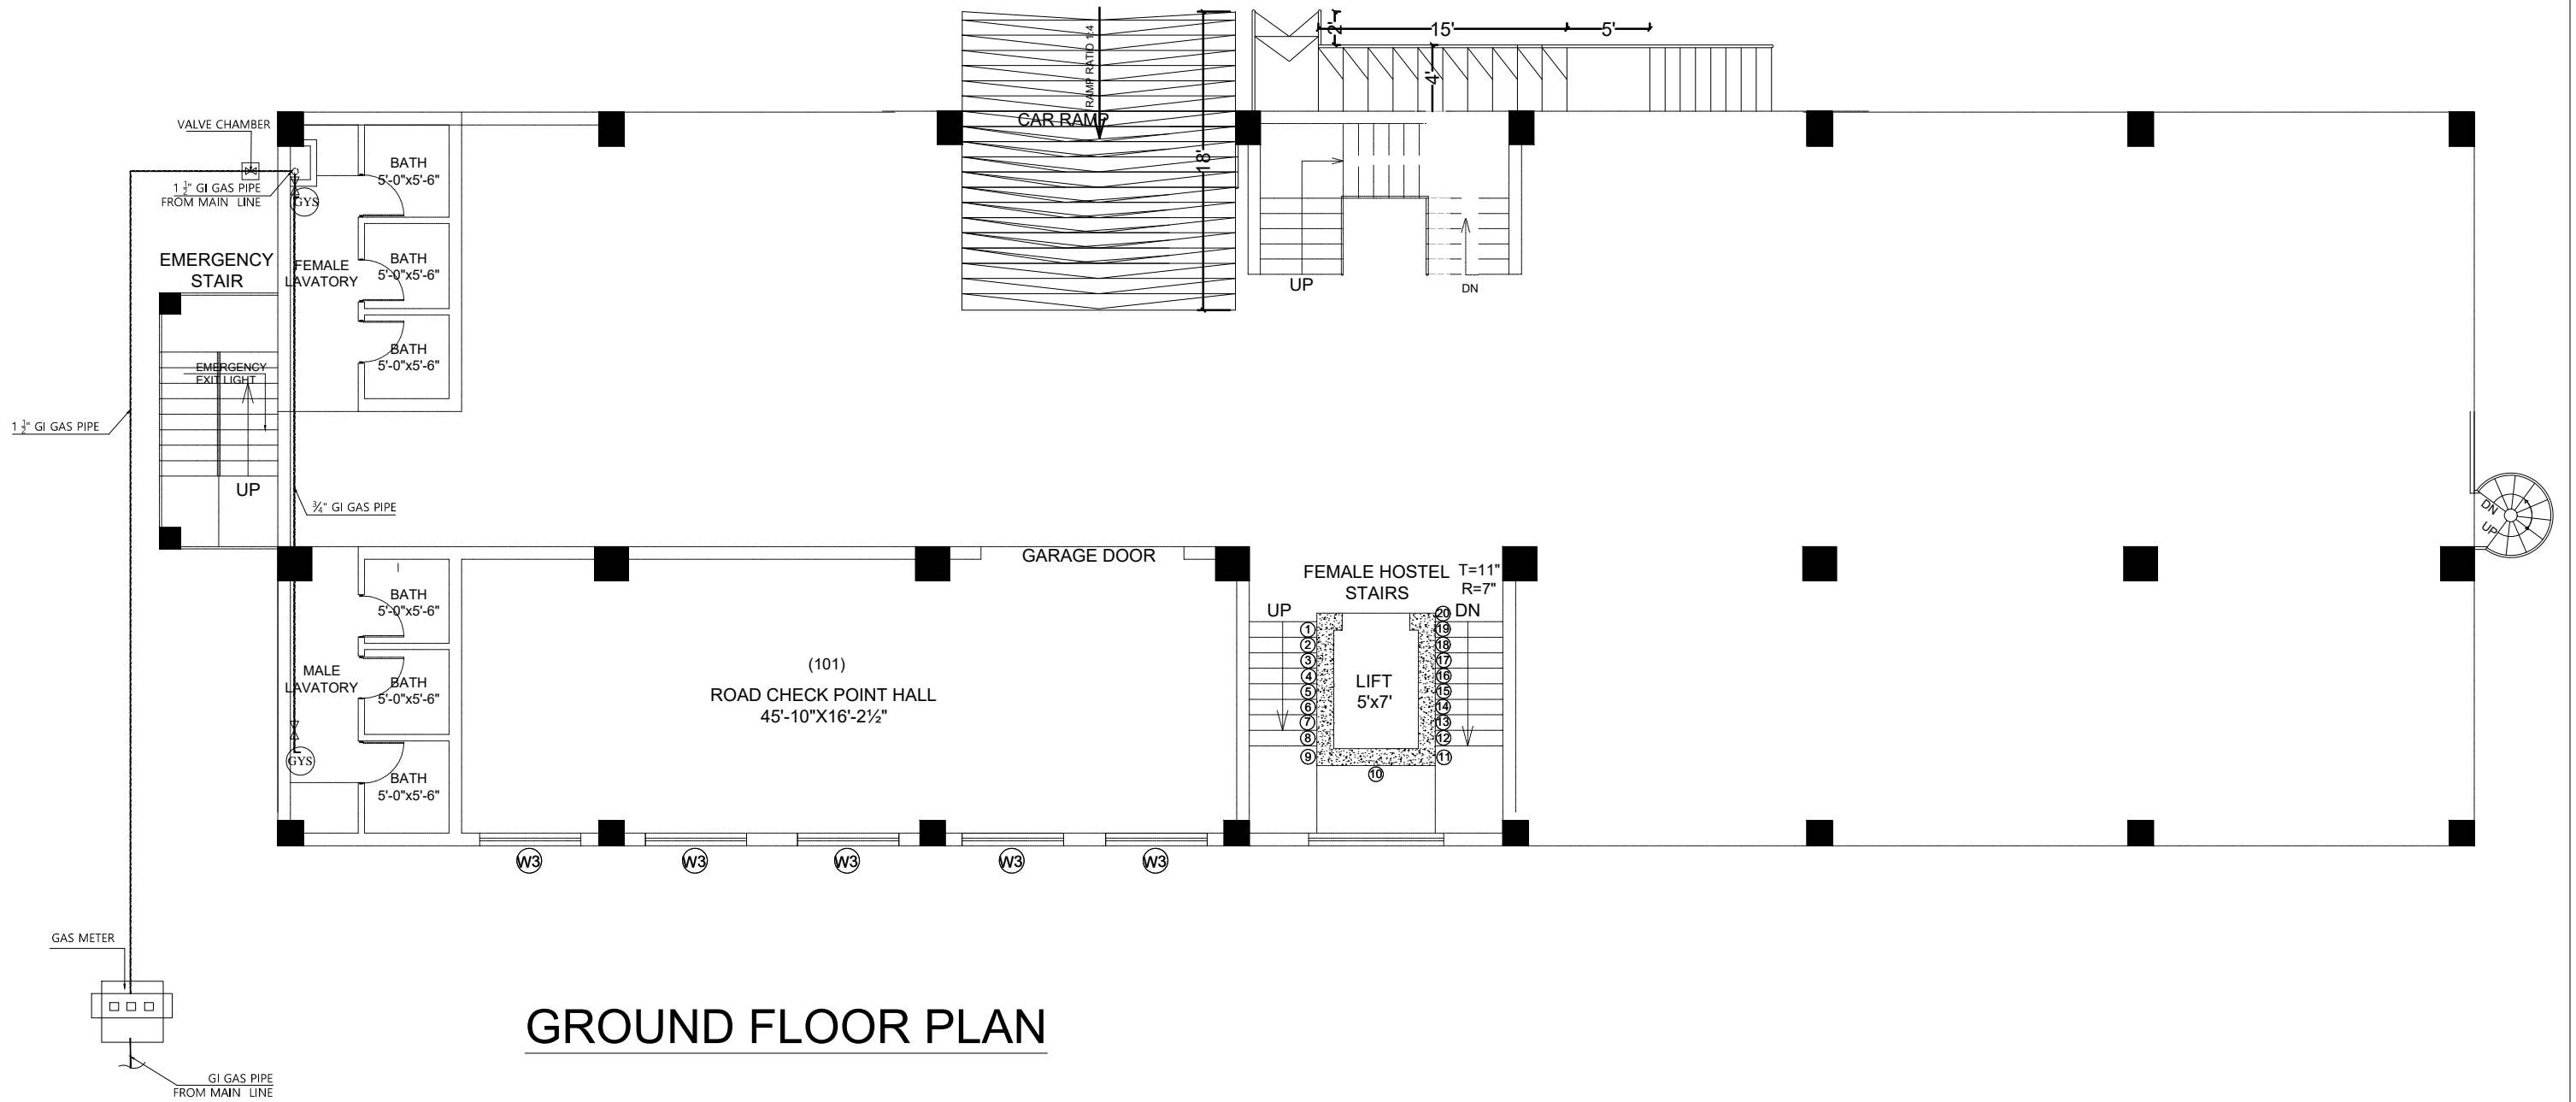 2'
15'
5'
4'
RAMP RATIO 1:4
CAR RAMP
18'
VALVE CHAMBER
1 ½" GI GAS PIPE
FROM MAIN LINE
GYS
BATH
5'-0"x5'-6"
EMERGENCY
STAIR
FEMALE
LAVATORY
BATH
5'-0"x5'-6"
UP
DN
BATH
5'-0"x5'-6"
EMERGENCY
EXIT LIGHT
1 ½" GI GAS PIPE
UP
¾" GI GAS PIPE
DN
UP
GARAGE DOOR
FEMALE HOSTEL
STAIRS
T=11"
R=7"
BATH
5'-0"x5'-6"
UP
DN
1
2
3
4
5
6
7
8
9
10
11
12
13
14
15
16
17
18
19
20
LIFT
5'x7'
MALE
LAVATORY
BATH
5'-0"x5'-6"
(101)
ROAD CHECK POINT HALL
45'-10"X16'-2½"
GYS
BATH
5'-0"x5'-6"
W3
W3
W3
W3
W3
GAS METER
GROUND FLOOR PLAN
GI GAS PIPE
FROM MAIN LINE